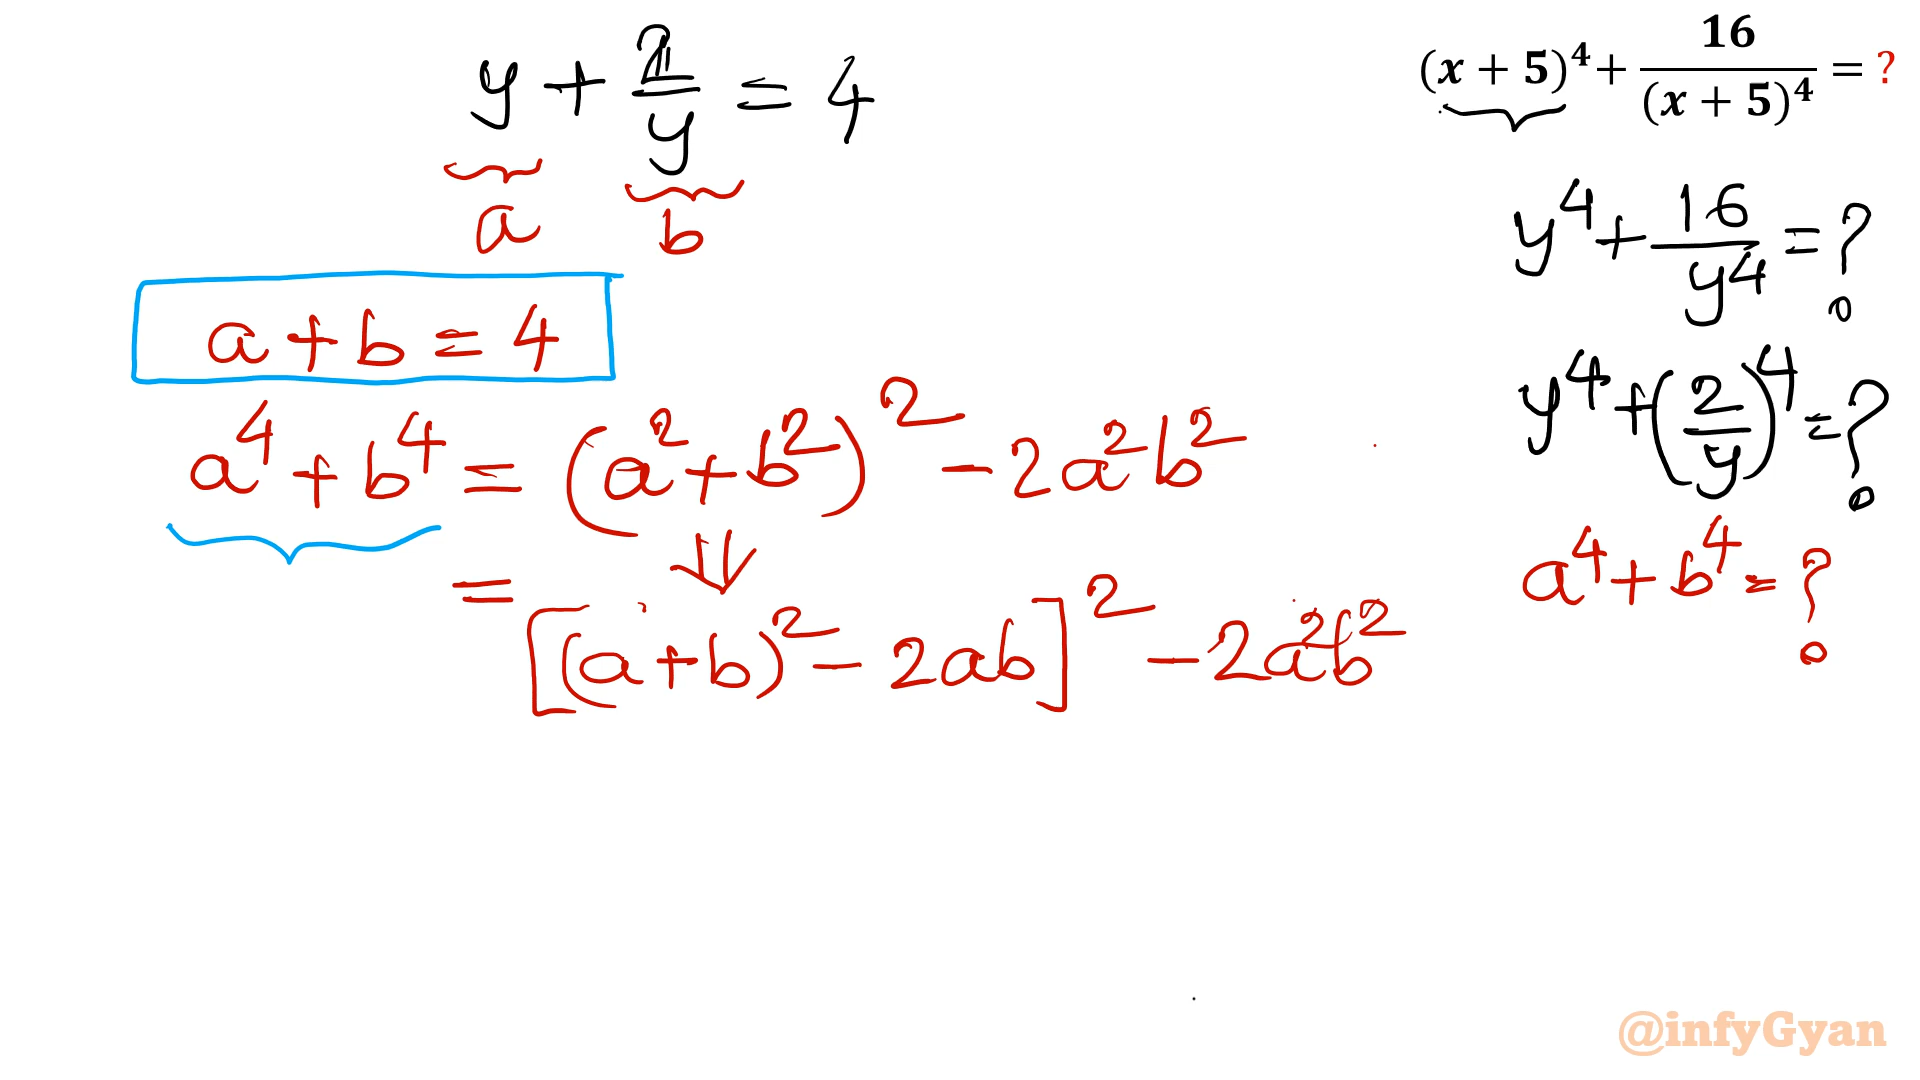 y + 2/y = 4
a b
a + b = 4
a⁴ + b⁴ = (a² + b²)² − 2a²b²
= [(a + b)² − 2ab]² − 2a²b²
(x + 5)⁴ + 16/(x + 5)⁴ = ?
y⁴ + 16/y⁴ = ?
y⁴ + (2/y)⁴ = ?
a⁴ + b⁴ = ?
@infyGyan